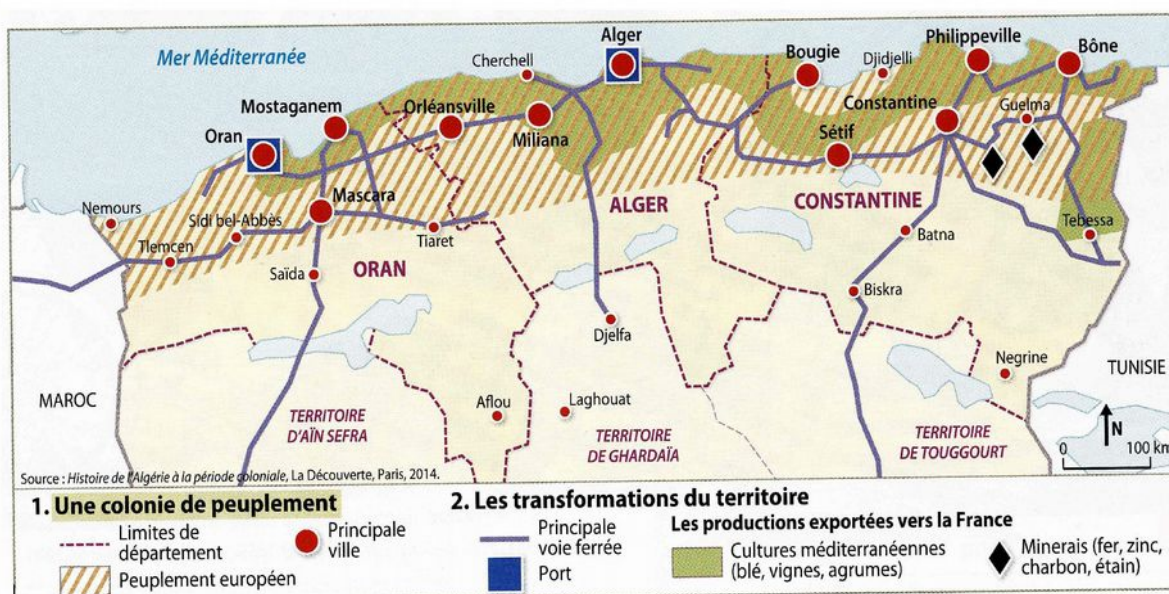 Mer Méditerranée
Alger
Cherchell
Bougie
Djidjelli
Philippeville
Bône
Mostaganem
Orléansville
Constantine
Guelma
Oran
Miliana
Sétif
Mascara
Nemours
Sidi bel-Abbès
ALGER
CONSTANTINE
Tebessa
Tlemcen
Tiaret
Batna
Saïda
ORAN
Biskra
Djelfa
Negrine
TUNISIE
MAROC
Aflou
Laghouat
TERRITOIRE
D'AÏN SEFRA
TERRITOIRE
DE GHARDAÏA
TERRITOIRE
DE TOUGGOURT
N
0 100 km
Source : Histoire de l'Algérie à la période coloniale, La Découverte, Paris, 2014.
1. Une colonie de peuplement
Limites de
département
Principale
ville
Peuplement européen
2. Les transformations du territoire
Principale
voie ferrée
Port
Les productions exportées vers la France
Cultures méditerranéennes
(blé, vignes, agrumes)
Minerais (fer, zinc,
charbon, étain)